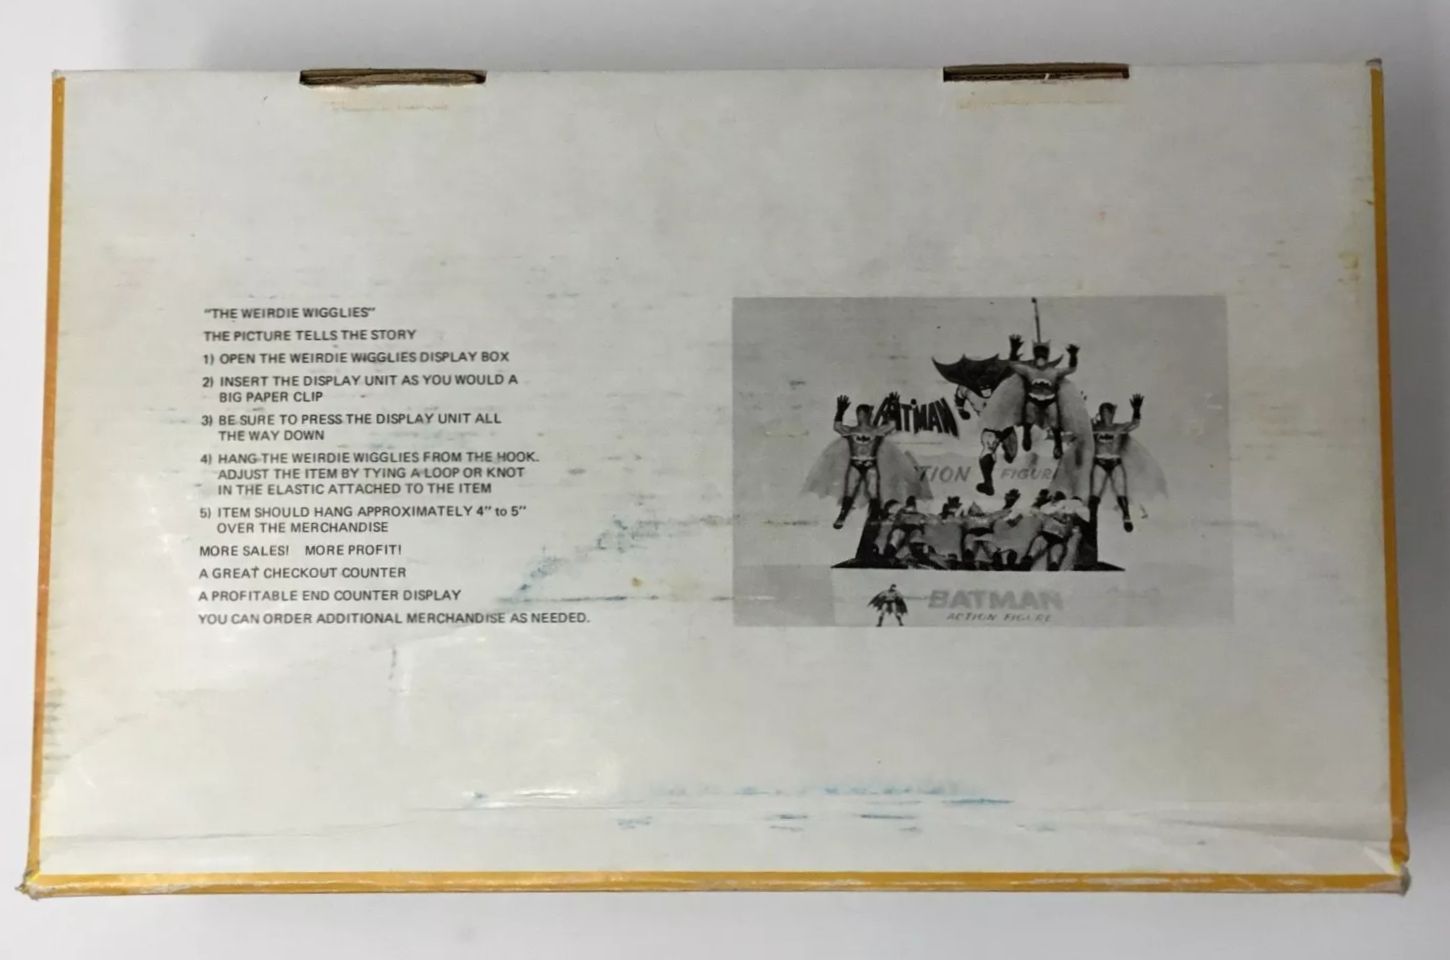 "THE WEIRDIE WIGGLIES"
THE PICTURE TELLS THE STORY
1) OPEN THE WEIRDIE WIGGLIES DISPLAY BOX
2) INSERT THE DISPLAY UNIT AS YOU WOULD A
BIG PAPER CLIP
3) BE SURE TO PRESS THE DISPLAY UNIT ALL
THE WAY DOWN
4) HANG THE WEIRDIE WIGGLIES FROM THE HOOK.
ADJUST THE ITEM BY TYING A LOOP OR KNOT
IN THE ELASTIC ATTACHED TO THE ITEM
5) ITEM SHOULD HANG APPROXIMATELY 4" to 5"
OVER THE MERCHANDISE
MORE SALES! MORE PROFIT!
A GREAT CHECKOUT COUNTER
A PROFITABLE END COUNTER DISPLAY
YOU CAN ORDER ADDITIONAL MERCHANDISE AS NEEDED.
BATMAN
TION FIGURE
BATMAN
ACTION FIGURE